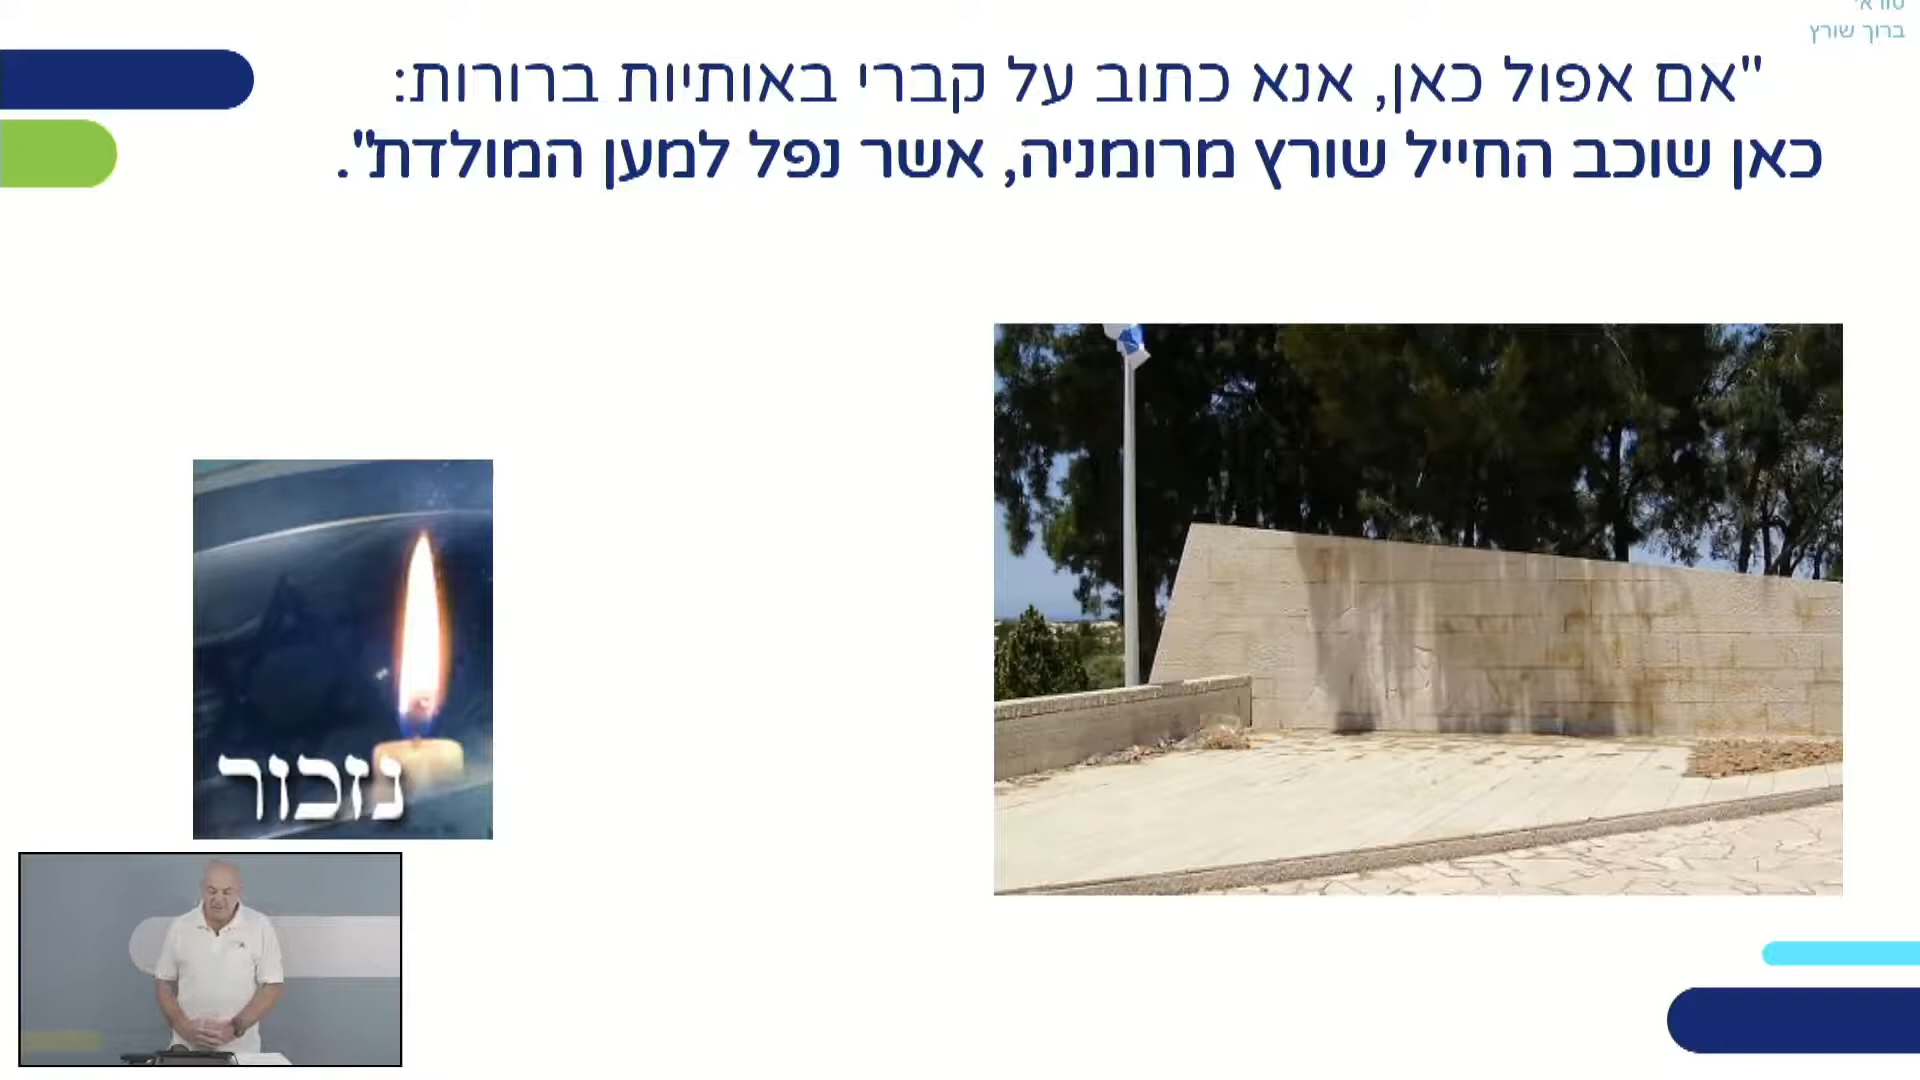 ברוך שורץ
"אם אפול כאן, אנא כתוב על קברי באותיות ברורות:
כאן שוכב החייל שורץ מרומניה, אשר נפל למען המולדת".
נזכור